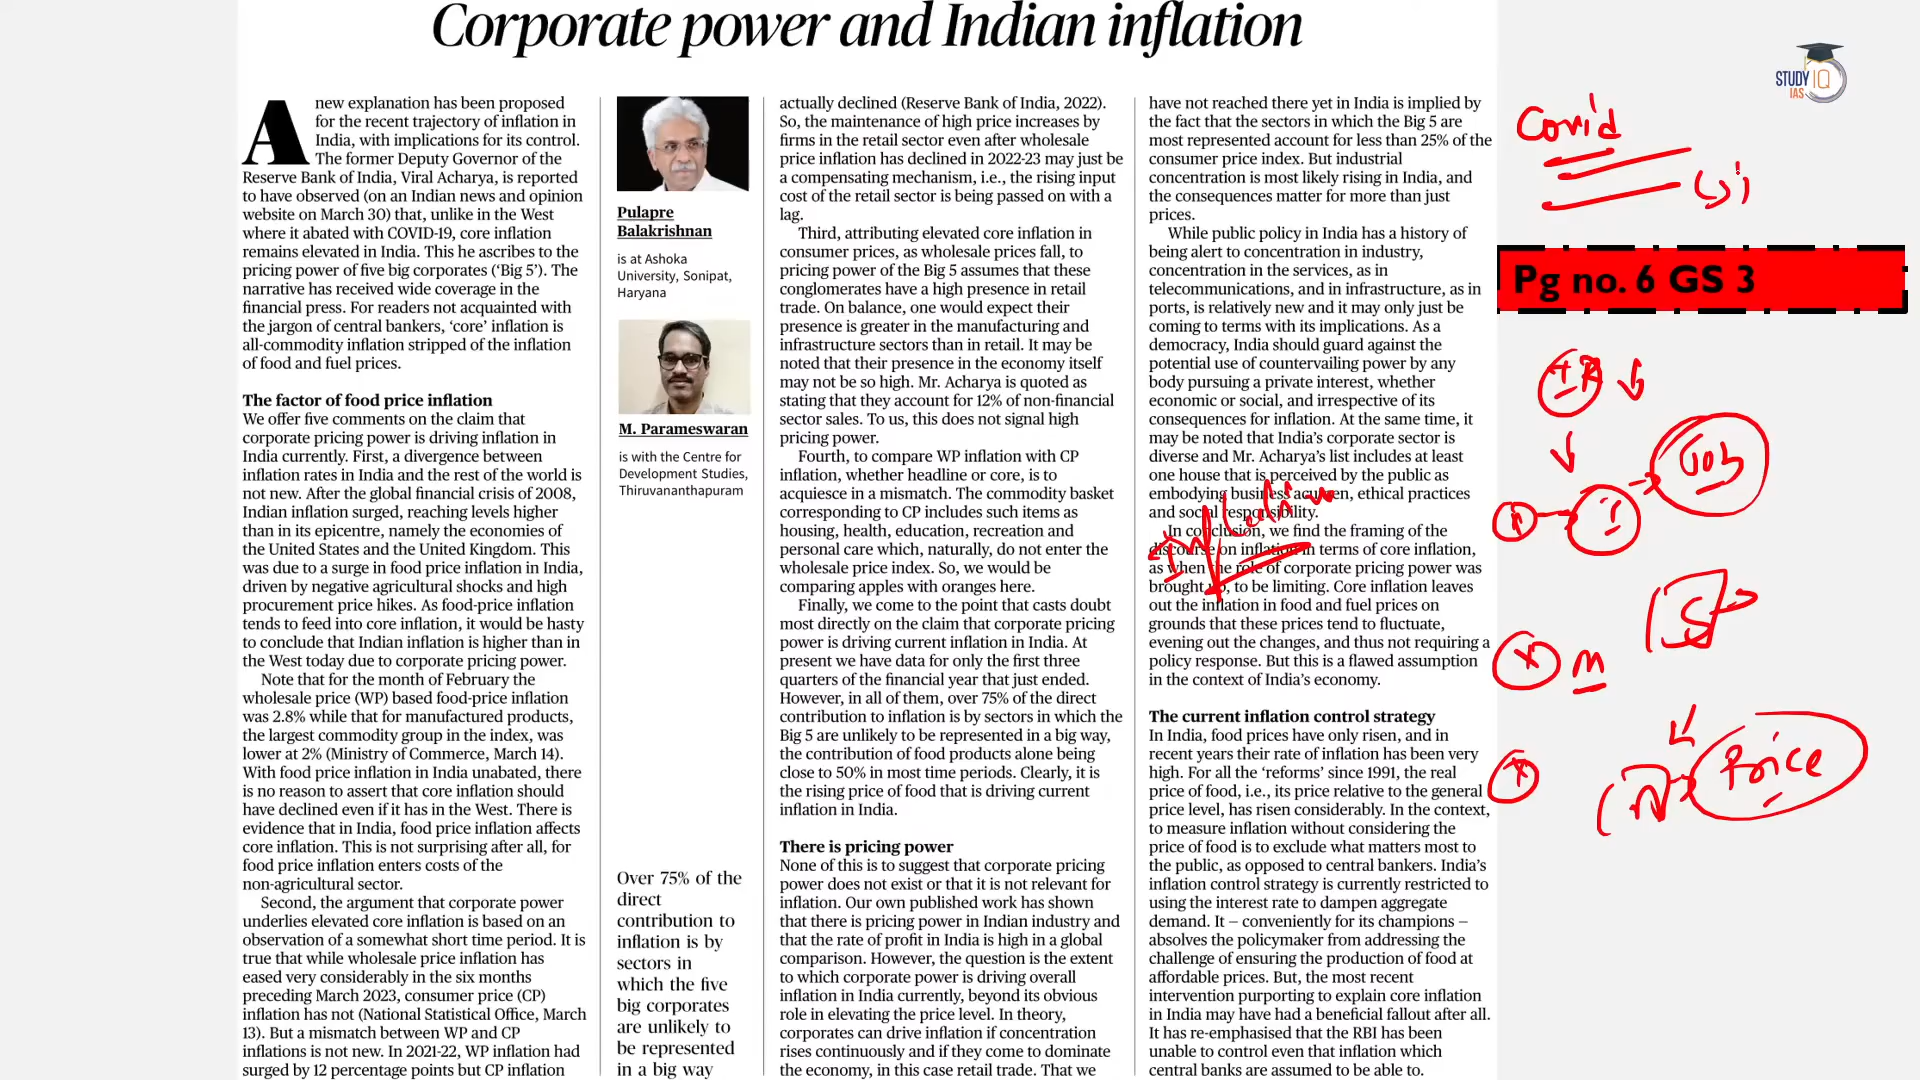 Corporate power and Indian inflation
A new explanation has been proposed
for the recent trajectory of inflation in
India, with implications for its control.
The former Deputy Governor of the
Reserve Bank of India, Viral Acharya, is reported
to have observed (on an Indian news and opinion
website on March 30) that, unlike in the West
where it abated with COVID-19, core inflation
remains elevated in India. This he ascribes to the
pricing power of five big corporates (‘Big 5’). The
narrative has received wide coverage in the
financial press. For readers not acquainted with
the jargon of central bankers, ‘core’ inflation is
all-commodity inflation stripped of the inflation
of food and fuel prices.
The factor of food price inflation
We offer five comments on the claim that
corporate pricing power is driving inflation in
India currently. First, a divergence between
inflation rates in India and the rest of the world is
not new. After the global financial crisis of 2008,
Indian inflation surged, reaching levels higher
than in its epicentre, namely the economies of
the United States and the United Kingdom. This
was due to a surge in food price inflation in India,
driven by negative agricultural shocks and high
procurement price hikes. As food-price inflation
tends to feed into core inflation, it would be hasty
to conclude that Indian inflation is higher than in
the West today due to corporate pricing power.
Note that for the month of February the
wholesale price (WP) based food-price inflation
was 2.8% while that for manufactured products,
the largest commodity group in the index, was
lower at 2% (Ministry of Commerce, March 14).
With food price inflation in India unabated, there
is no reason to assert that core inflation should
have declined even if it has in the West. There is
evidence that in India, food price inflation affects
core inflation. This is not surprising after all, for
food price inflation enters costs of the
non-agricultural sector.
Second, the argument that corporate power
underlies elevated core inflation is based on an
observation of a somewhat short time period. It is
true that while wholesale price inflation has
eased very considerably in the six months
preceding March 2023, consumer price (CP)
inflation has not (National Statistical Office, March
13). But a mismatch between WP and CP
inflations is not new. In 2021-22, WP inflation had
surged by 12 percentage points but CP inflation
Pulapre
Balakrishnan
is at Ashoka
University, Sonipat,
Haryana
M. Parameswaran
is with the Centre for
Development Studies,
Thiruvananthapuram
Over 75% of the
direct
contribution to
inflation is by
sectors in
which the five
big corporates
are unlikely to
be represented
in a big way
actually declined (Reserve Bank of India, 2022).
So, the maintenance of high price increases by
firms in the retail sector even after wholesale
price inflation has declined in 2022-23 may just be
a compensating mechanism, i.e., the rising input
cost of the retail sector is being passed on with a
lag.
Third, attributing elevated core inflation in
consumer prices, as wholesale prices fall, to
pricing power of the Big 5 assumes that these
conglomerates have a high presence in retail
trade. On balance, one would expect their
presence is greater in the manufacturing and
infrastructure sectors than in retail. It may be
noted that their presence in the economy itself
may not be so high. Mr. Acharya is quoted as
stating that they account for 12% of non-financial
sector sales. To us, this does not signal high
pricing power.
Fourth, to compare WP inflation with CP
inflation, whether headline or core, is to
acquiesce in a mismatch. The commodity basket
corresponding to CP includes such items as
housing, health, education, recreation and
personal care which, naturally, do not enter the
wholesale price index. So, we would be
comparing apples with oranges here.
Finally, we come to the point that casts doubt
most directly on the claim that corporate pricing
power is driving current inflation in India. At
present we have data for only the first three
quarters of the financial year that just ended.
However, in all of them, over 75% of the direct
contribution to inflation is by sectors in which the
Big 5 are unlikely to be represented in a big way,
the contribution of food products alone being
close to 50% in most time periods. Clearly, it is
the rising price of food that is driving current
inflation in India.
There is pricing power
None of this is to suggest that corporate pricing
power does not exist or that it is not relevant for
inflation. Our own published work has shown
that there is pricing power in Indian industry and
that the rate of profit in India is high in a global
comparison. However, the question is the extent
to which corporate power is driving overall
inflation in India currently, beyond its obvious
role in elevating the price level. In theory,
corporates can drive inflation if concentration
rises continuously and if they come to dominate
the economy, in this case retail trade. That we
have not reached there yet in India is implied by
the fact that the sectors in which the Big 5 are
most represented account for less than 25% of the
consumer price index. But industrial
concentration is most likely rising in India, and
the consequences matter for more than just
prices.
While public policy in India has a history of
being alert to concentration in industry,
concentration in the services, as in
telecommunications, and in infrastructure, as in
ports, is relatively new and it may only just be
coming to terms with its implications. As a
democracy, India should guard against the
potential use of countervailing power by any
body pursuing a private interest, whether
economic or social, and irrespective of its
consequences for inflation. At the same time, it
may be noted that India’s corporate sector is
diverse and Mr. Acharya’s list includes at least
one house that is perceived by the public as
embodying business acumen, ethical practices
and social responsibility.
In conclusion, we find the framing of the
discourse on inflation in terms of core inflation,
as when the role of corporate pricing power was
brought up, to be limiting. Core inflation leaves
out the inflation in food and fuel prices on
grounds that these prices tend to fluctuate,
evening out the changes, and thus not requiring a
policy response. But this is a flawed assumption
in the context of India’s economy.
The current inflation control strategy
In India, food prices have only risen, and in
recent years their rate of inflation has been very
high. For all the ‘reforms’ since 1991, the real
price of food, i.e., its price relative to the general
price level, has risen considerably. In the context,
to measure inflation without considering the
price of food is to exclude what matters most to
the public, as opposed to central bankers. India’s
inflation control strategy is currently restricted to
using the interest rate to dampen aggregate
demand. It – conveniently for its champions –
absolves the policymaker from addressing the
challenge of ensuring the production of food at
affordable prices. But, the most recent
intervention purporting to explain core inflation
in India may have had a beneficial fallout after all.
It has re-emphasised that the RBI has been
unable to control even that inflation which
central banks are assumed to be able to.
Inflation
STUDY IQ
IAS
Covid
Pg no. 6 GS 3
Job
S
M
Price